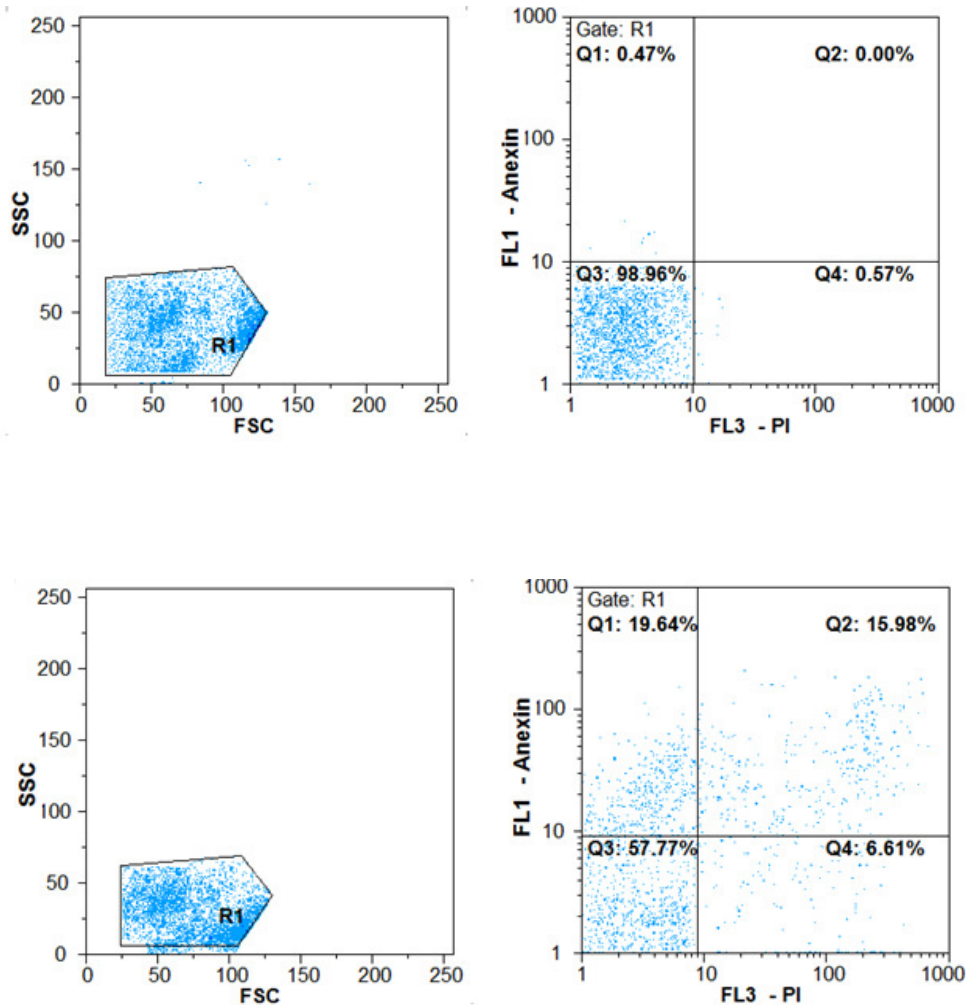 250
200
150
100
50
0
SSC
R1
0 50 100 150 200 250
FSC
1000
100
10
1
FL1 - Anexin
Gate: R1
Q1: 0.47% Q2: 0.00%
Q3: 98.96% Q4: 0.57%
1 10 100 1000
FL3 - PI
250
200
150
100
50
0
SSC
R1
0 50 100 150 200 250
FSC
1000
100
10
1
FL1 - Anexin
Gate: R1
Q1: 19.64% Q2: 15.98%
Q3: 57.77% Q4: 6.61%
1 10 100 1000
FL3 - PI